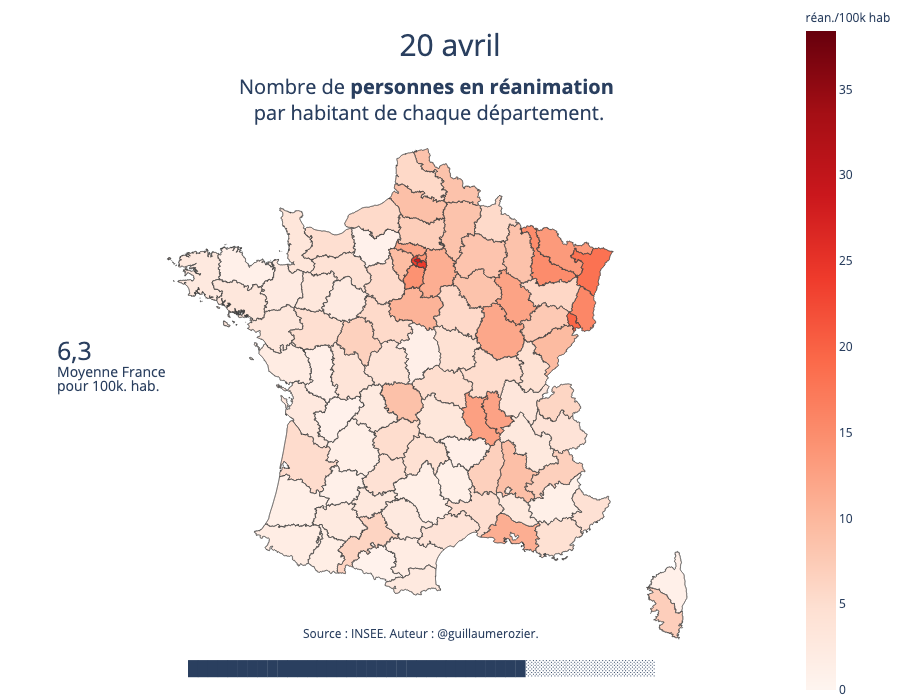 réan./100k hab
20 avril
Nombre de personnes en réanimation
par habitant de chaque département.
35
30
25
20
15
10
5
0
6,3
Moyenne France
pour 100k. hab.
Source : INSEE. Auteur : @guillaumerozier.